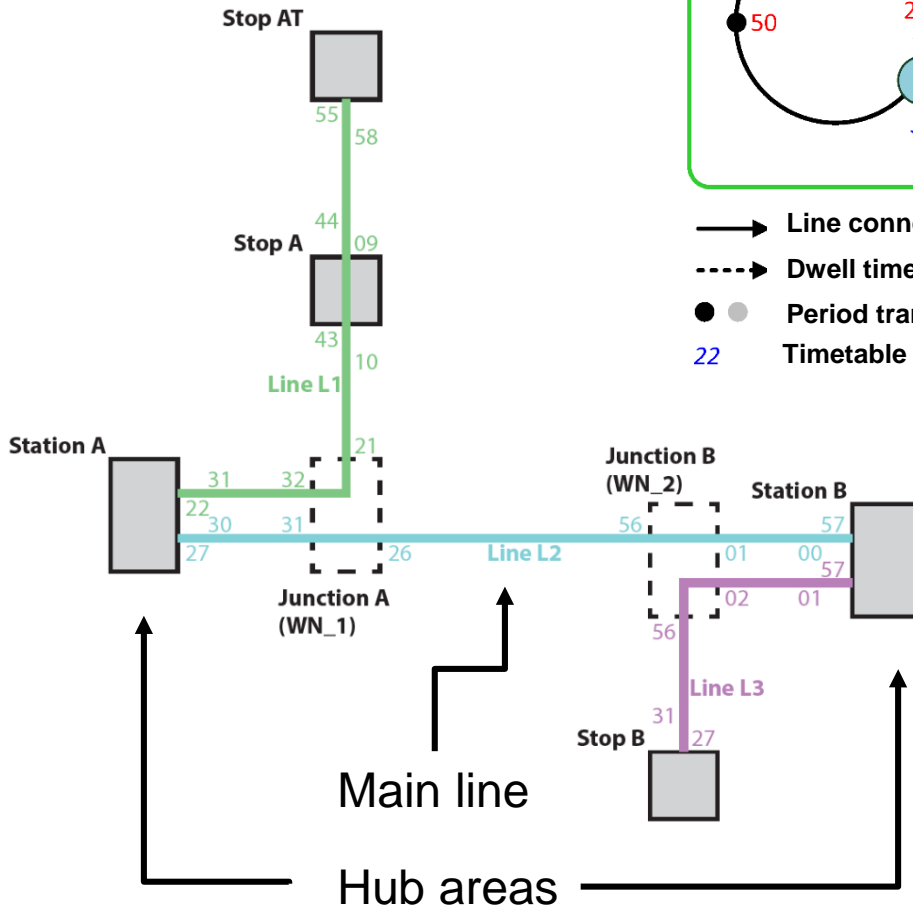 Stop AT
50
2
55
58
44
Stop A
09
43
10
Line L1
21
Line conne
Dwell time
Period tran
22
Timetable
Station A
31
32
22
30
31
27
26
Junction A
(WN_1)
Line L2
Junction B
(WN_2)
Station B
56
57
01
00
57
02
01
56
Line L3
31
Stop B
27
Main line
Hub areas